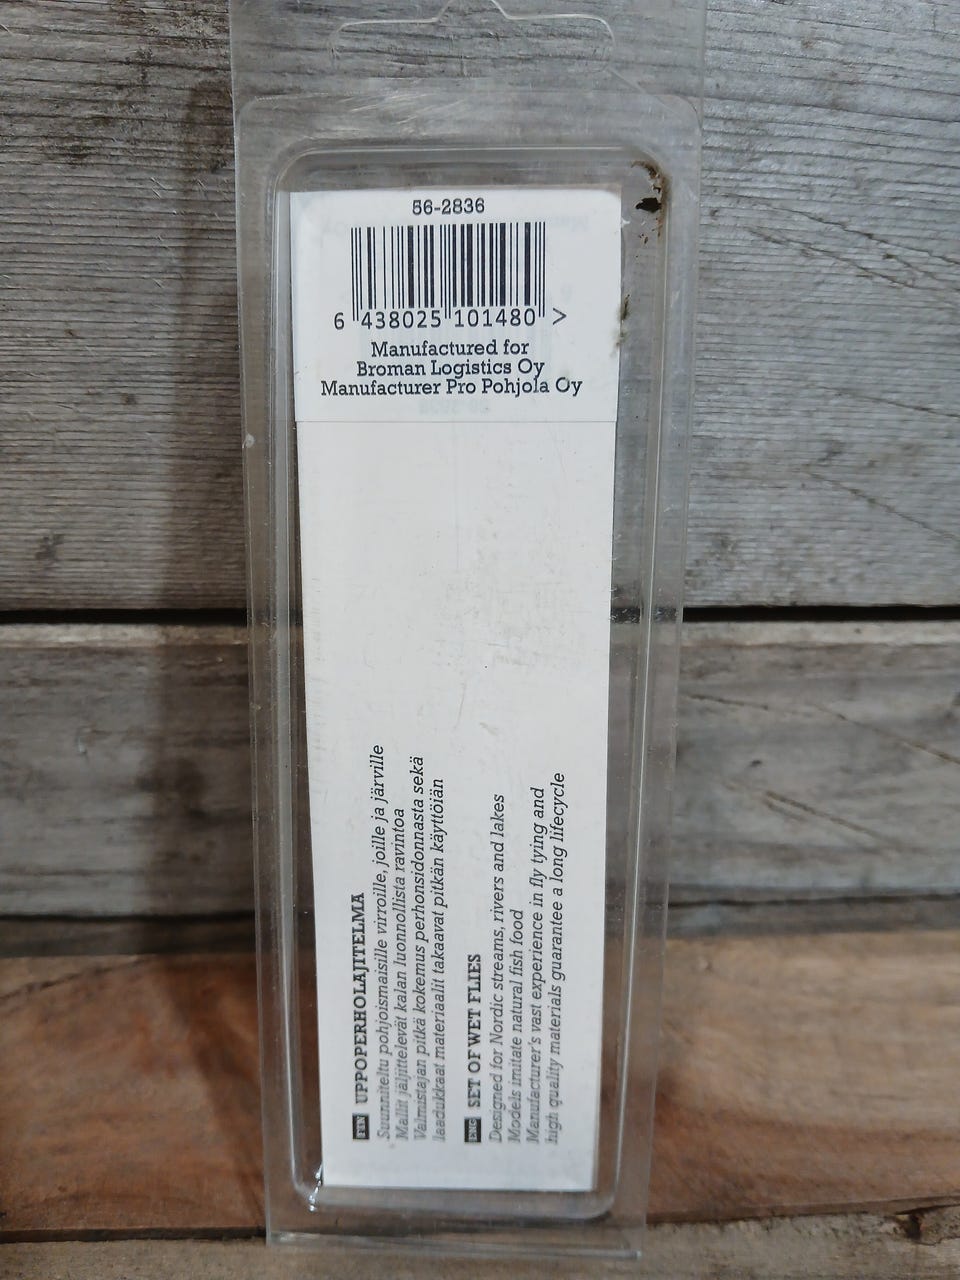 56-2836
6 438025 101480 >
Manufactured for
Broman Logistics Oy
Manufacturer Pro Pohjola Oy
FIN UPPOPERHOLAJITELMA
Suunniteltu pohjoismaisille virroille, joille ja järville
Mallit jäljittelevät kalan luonnollista ravintoa
Valmistajan pitkä kokemus perhonsidonnasta sekä
laadukkaat materiaalit takaavat pitkän käyttöiän
ENG SET OF WET FLIES
Designed for Nordic streams, rivers and lakes
Models imitate natural fish food
Manufacturer's vast experience in fly tying and
high quality materials guarantee a long lifecycle